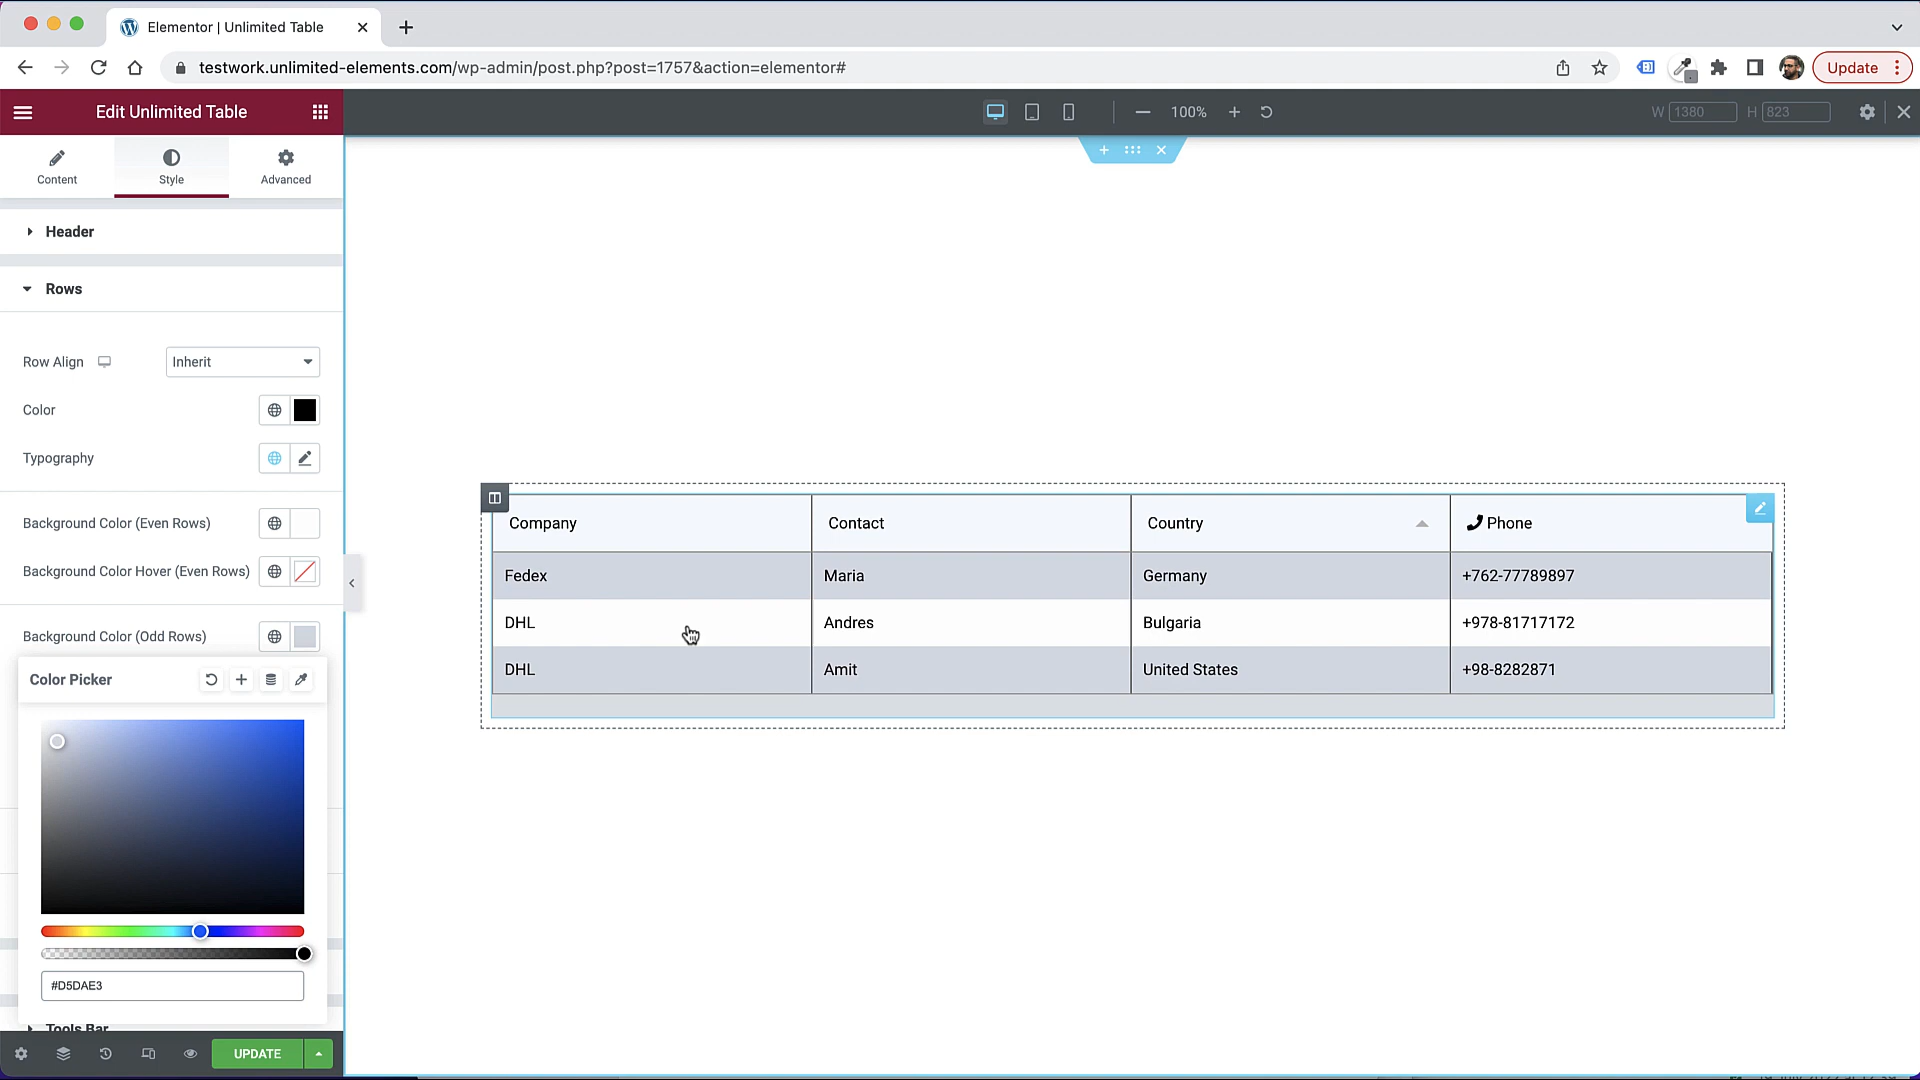 Elementor | Unlimited Table
testwork.unlimited-elements.com/wp-admin/post.php?post=1757&action=elementor#
Update
Edit Unlimited Table
100%
W 1380 H 823
Content Style Advanced
Header
Rows
Row Align Inherit
Color
Typography
Background Color (Even Rows)
Background Color Hover (Even Rows)
Background Color (Odd Rows)
Color Picker
#D5DAE3
Tools Bar
UPDATE
Company Contact Country Phone
Fedex Maria Germany +762-77789897
DHL Andres Bulgaria +978-81717172
DHL Amit United States +98-8282871